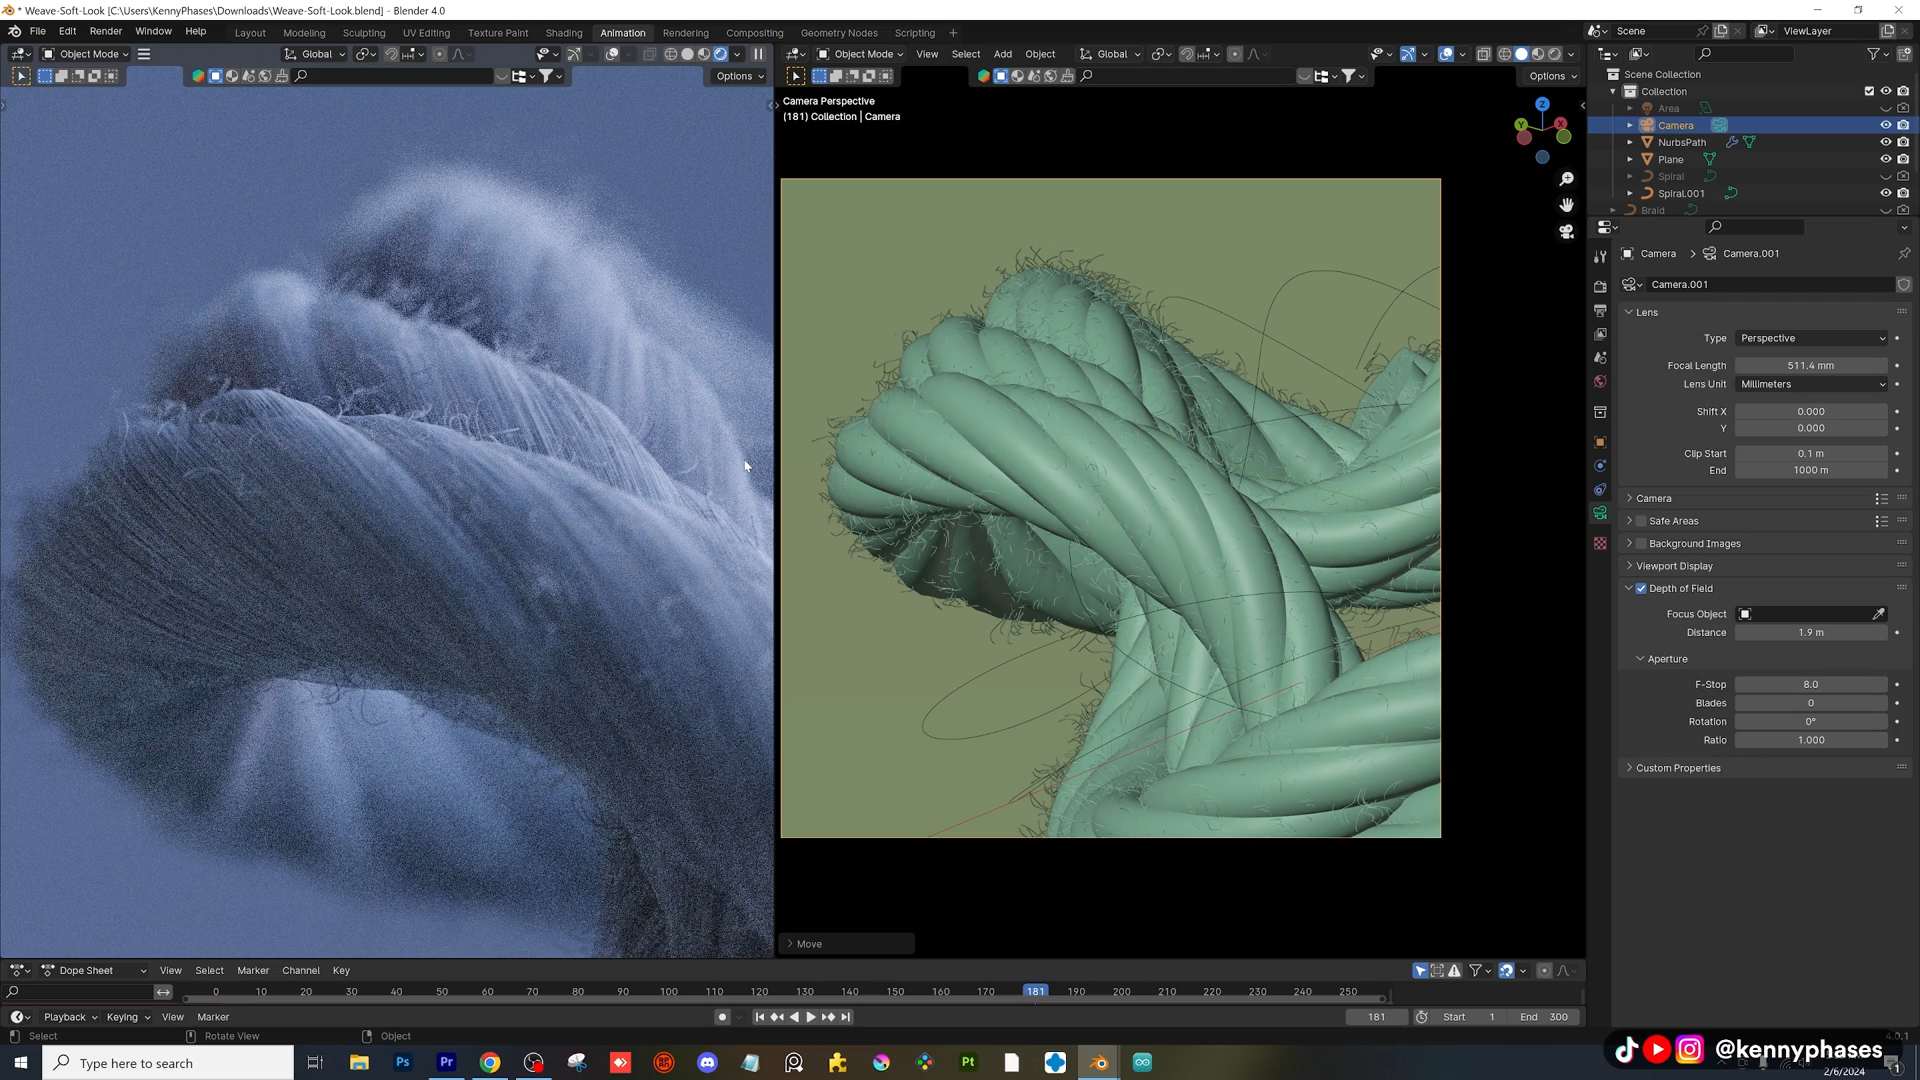 * Weave-Soft-Look [C:\Users\KennyPhases\Downloads\Weave-Soft-Look.blend] - Blender 4.0
File Edit Render Window Help
Layout Modeling Sculpting UV Editing Texture Paint Shading Animation Rendering Compositing Geometry Nodes Scripting +
Scene
ViewLayer
Object Mode
Global
Options
Object Mode
View Select Add Object
Global
Options
Camera Perspective
(181) Collection | Camera
Z
Y
X
Move
Scene Collection
Collection
Area
Camera
NurbsPath
Plane
Spiral
Spiral.001
Braid
Camera > Camera.001
Camera.001
Lens
Type Perspective
Focal Length 511.4 mm
Lens Unit Millimeters
Shift X 0.000
Y 0.000
Clip Start 0.1 m
End 1000 m
Camera
Safe Areas
Background Images
Viewport Display
Depth of Field
Focus Object
Distance 1.9 m
Aperture
F-Stop 8.0
Blades 0
Rotation 0°
Ratio 1.000
Custom Properties
Dope Sheet View Select Marker Channel Key
0 10 20 30 40 50 60 70 80 90 100 110 120 130 140 150 160 170 181 190 200 210 220 230 240 250
Playback Keying View Marker
181 Start 1 End 300
Select Rotate View Object
4.0.1
Type here to search
Ps
Pr
Pt
@kennyphases
2/6/2024
1